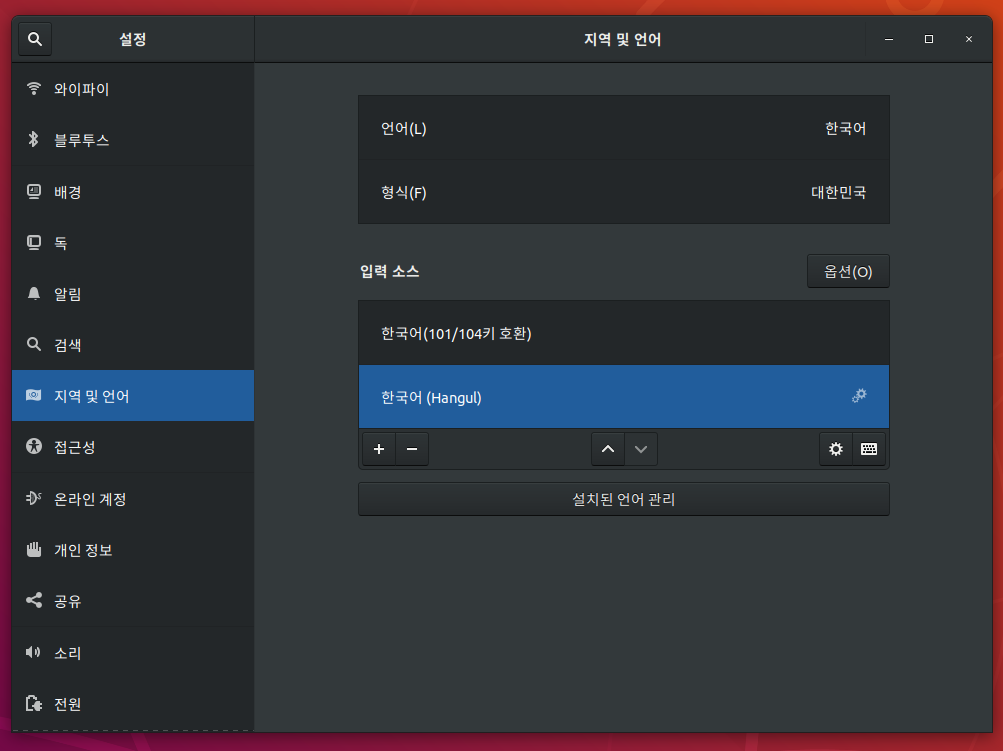 설정
지역 및 언어
와이파이
블루투스
배경
독
알림
검색
지역 및 언어
접근성
온라인 계정
개인 정보
공유
소리
전원
언어(L)
한국어
형식(F)
대한민국
입력 소스
옵션(O)
한국어(101/104키 호환)
한국어 (Hangul)
설치된 언어 관리